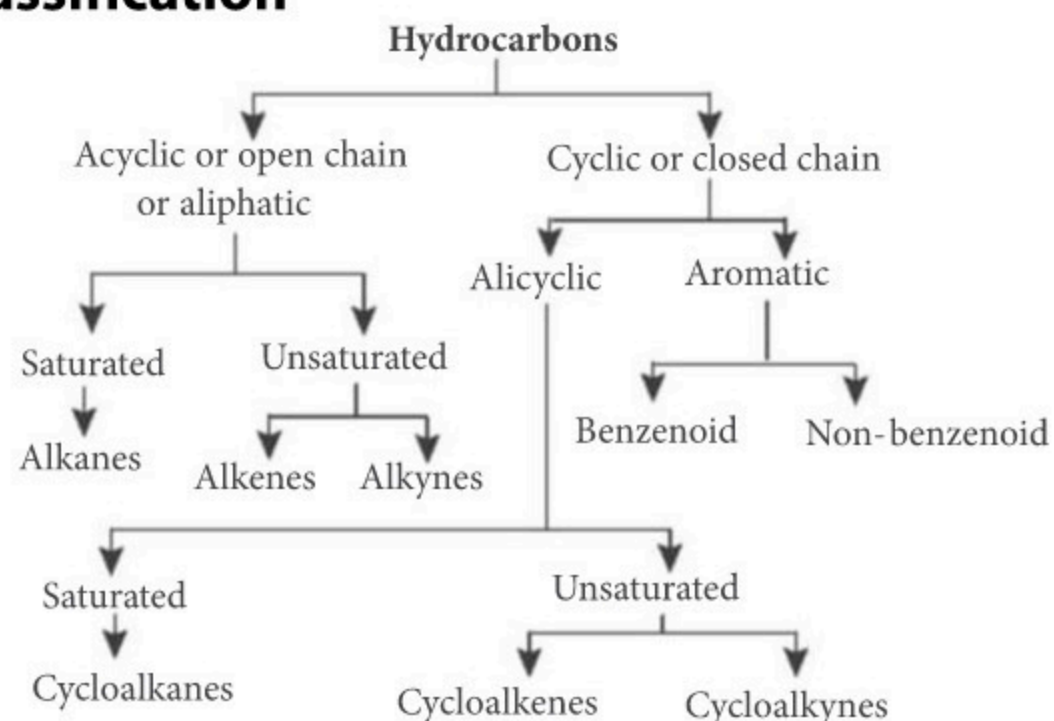 Hydrocarbons
Acyclic or open chain
or aliphatic
Cyclic or closed chain
Alicyclic
Aromatic
Saturated
Unsaturated
Benzenoid
Non-benzenoid
Alkanes
Alkenes
Alkynes
Saturated
Unsaturated
Cycloalkanes
Cycloalkenes
Cycloalkynes